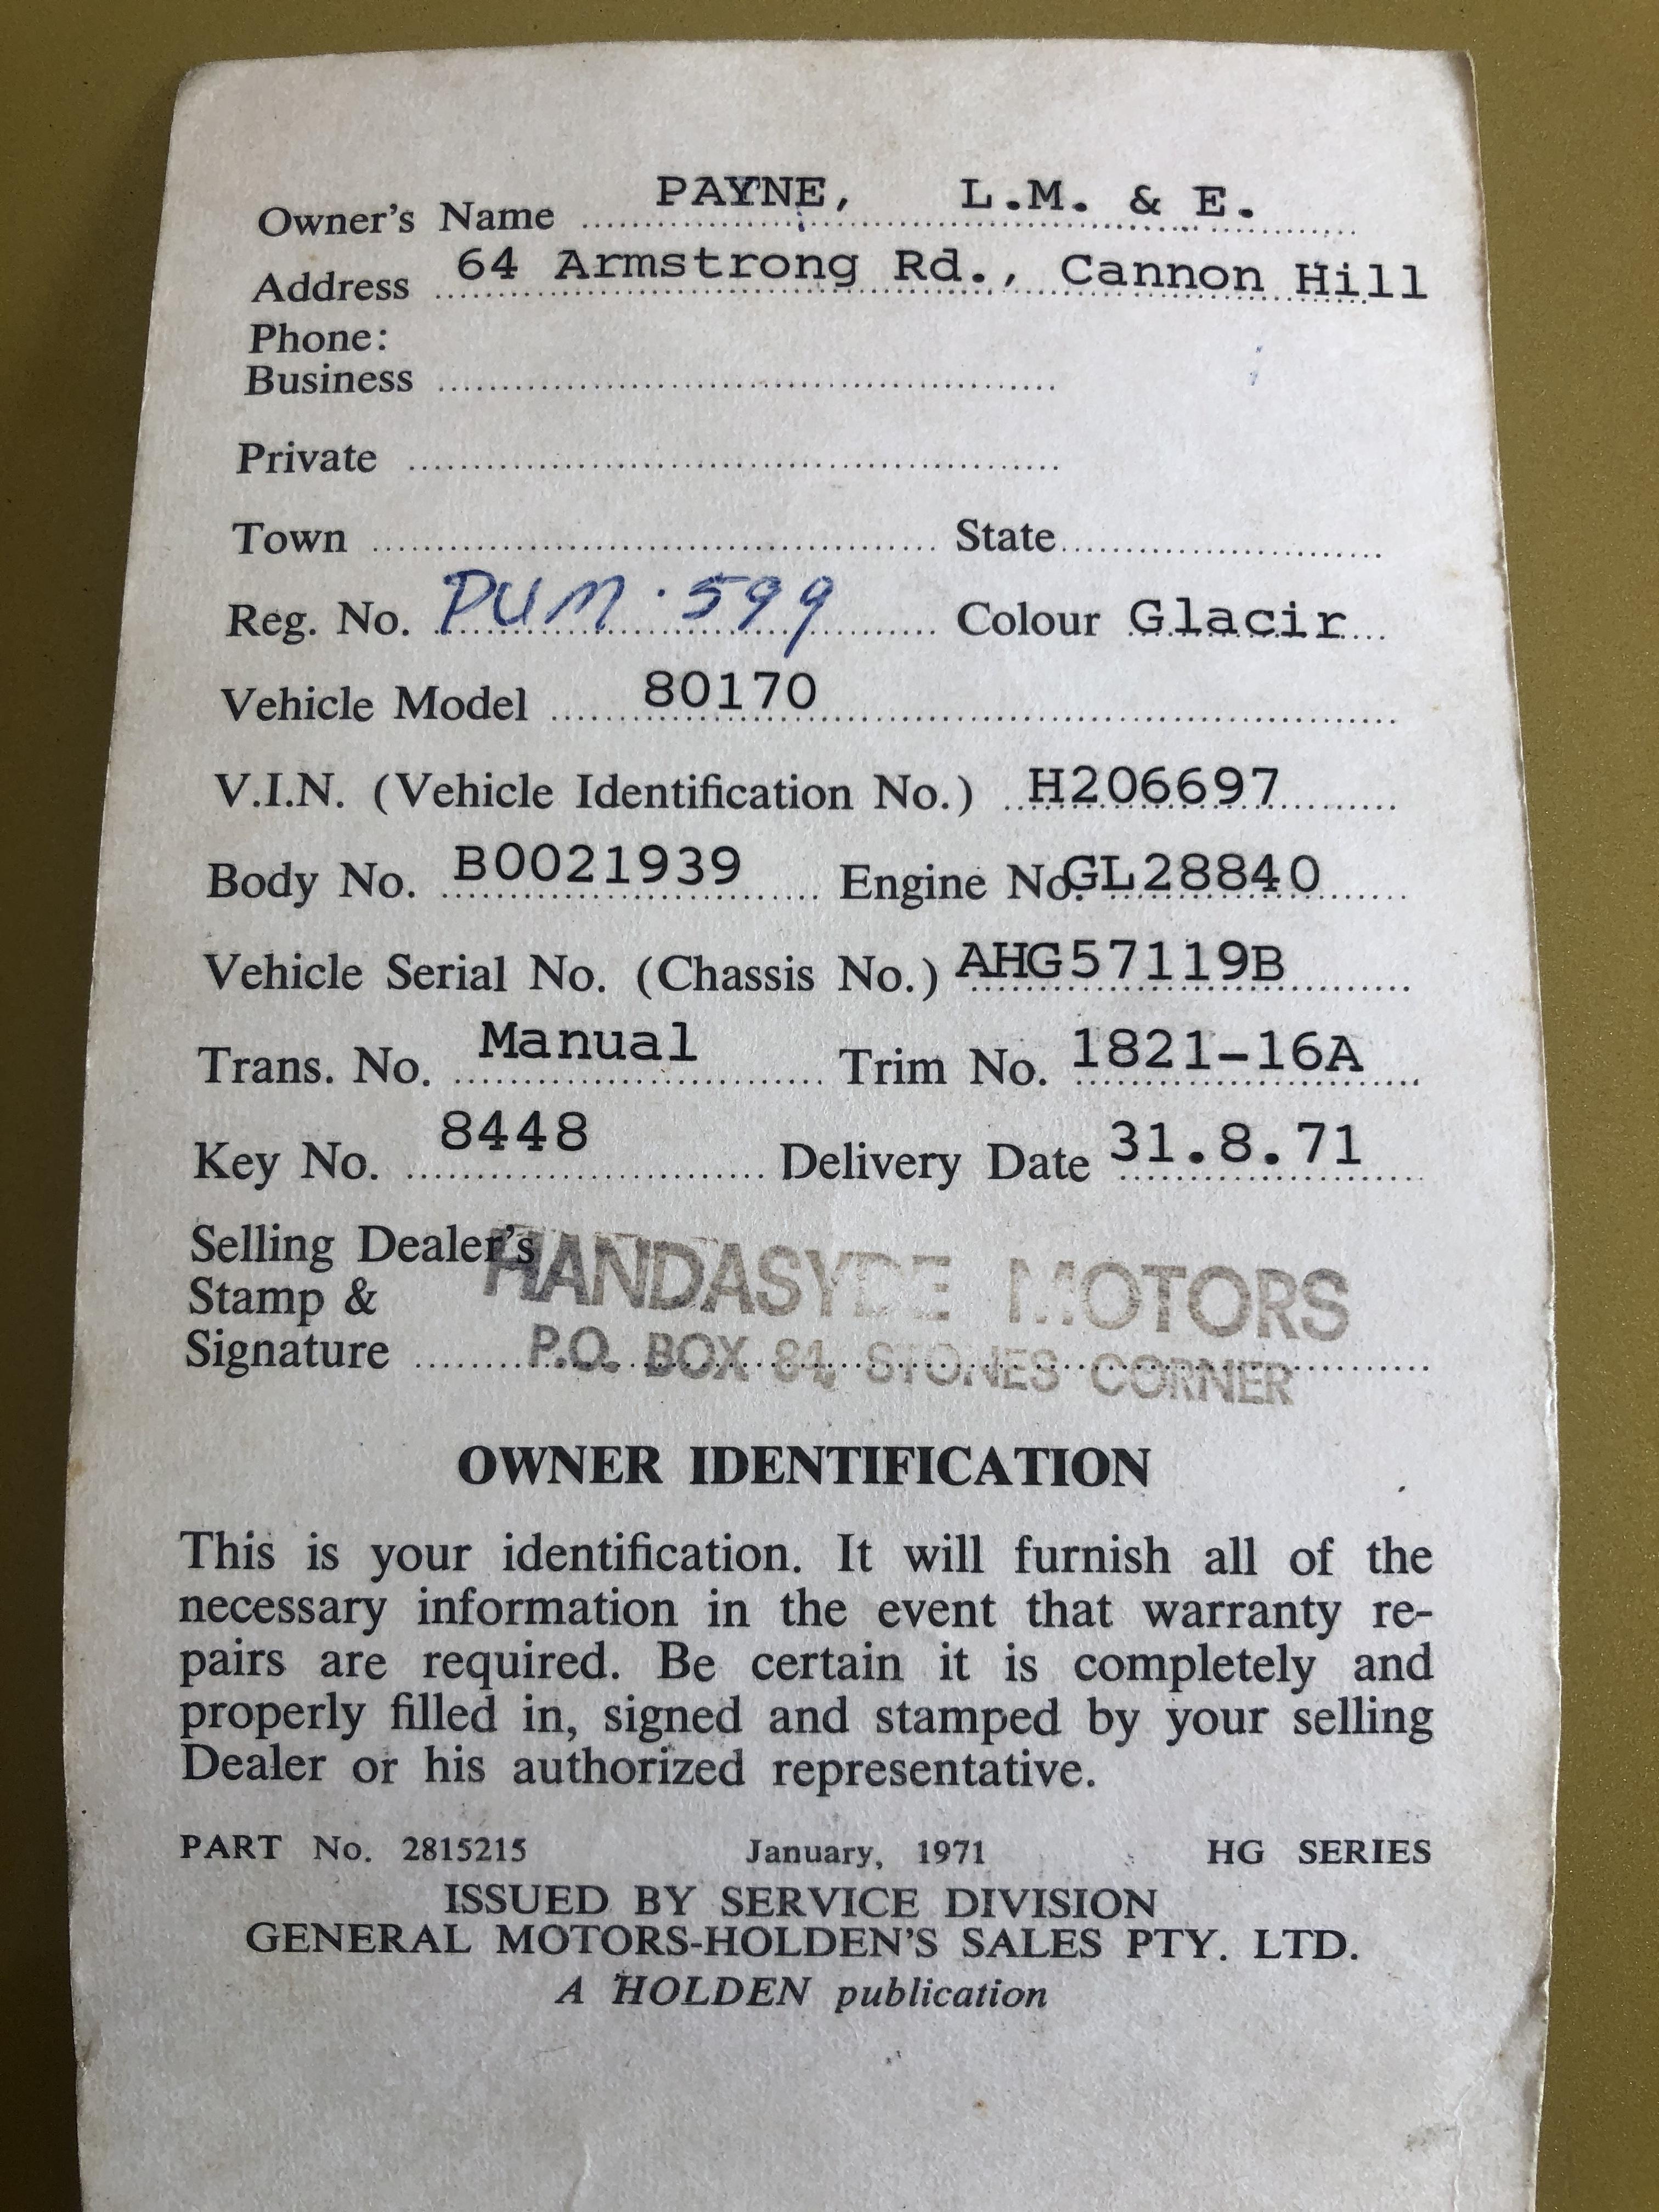 Owner's Name PAYNE, L.M. & E.
Address 64 Armstrong Rd., Cannon Hill
Phone:
Business
Private
Town State
Reg. No. PUM·599 Colour Glacir
Vehicle Model 80170
V.I.N. (Vehicle Identification No.) H206697
Body No. B0021939 Engine No. GL28840
Vehicle Serial No. (Chassis No.) AHG57119B
Trans. No. Manual Trim No. 1821-16A
Key No. 8448 Delivery Date 31.8.71
Selling Dealer's HANDASYDE MOTORS
Stamp &
Signature P.O. BOX 84, STONES CORNER
OWNER IDENTIFICATION
This is your identification. It will furnish all of the
necessary information in the event that warranty re-
pairs are required. Be certain it is completely and
properly filled in, signed and stamped by your selling
Dealer or his authorized representative.
PART No. 2815215 January, 1971 HG SERIES
ISSUED BY SERVICE DIVISION
GENERAL MOTORS-HOLDEN'S SALES PTY. LTD.
A HOLDEN publication